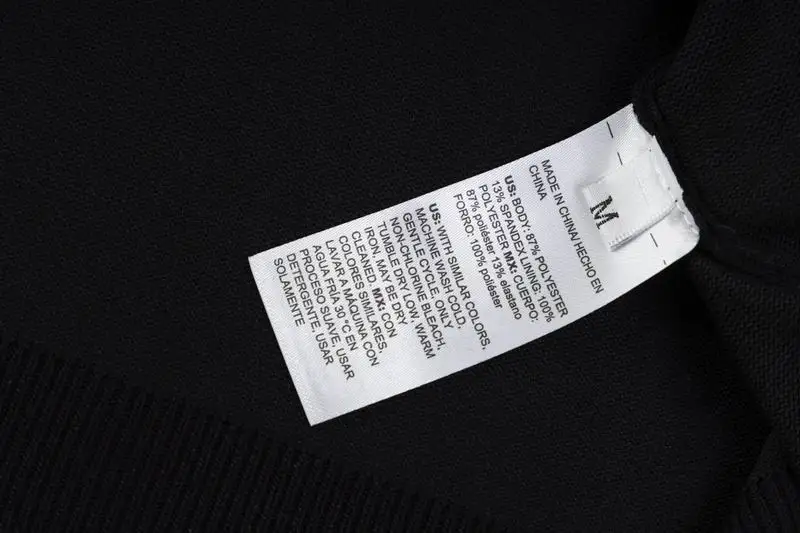 M
MADE IN CHINA/ HECHO EN
CHINA
US: BODY: 87% POLYESTER
13% SPANDEX LINING: 100%
POLYESTER MX: CUERPO:
87% poliéster 13% elastano
FORRO: 100% poliéster
US: WITH SIMILAR COLORS,
MACHINE WASH COLD,
GENTLE CYCLE, ONLY
NON-CHLORINE BLEACH,
TUMBLE DRY LOW, WARM
IRON, MAY BE DRY
CLEANED. MX: CON
COLORES SIMILARES,
LAVAR A MÁQUINA CON
AGUA FRIA 30 °C EN
PROCESO SUAVE, USAR
DETERGENTE, USAR
SOLAMENTE